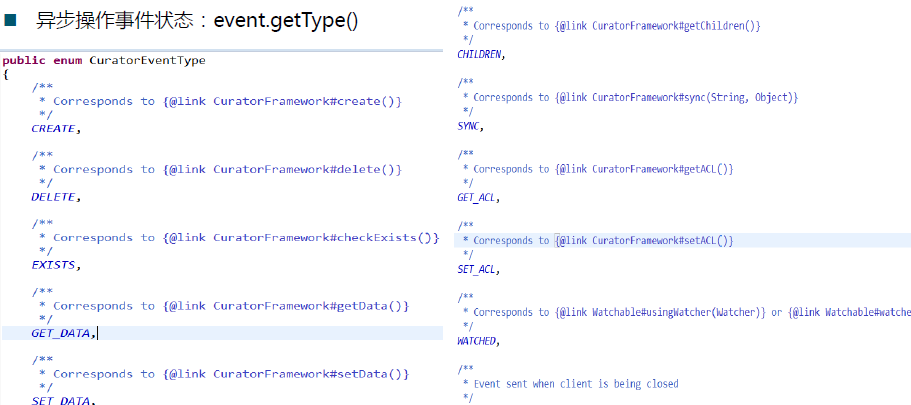 异步操作事件状态：event.getType()
public enum CuratorEventType
{
/**
* Corresponds to {@link CuratorFramework#create()}
*/
CREATE,
/**
* Corresponds to {@link CuratorFramework#delete()}
*/
DELETE,
/**
* Corresponds to {@link CuratorFramework#checkExists()}
*/
EXISTS,
/**
* Corresponds to {@link CuratorFramework#getData()}
*/
GET_DATA,
/**
* Corresponds to {@link CuratorFramework#setData()}
*/
SET_DATA,
/**
* Corresponds to {@link CuratorFramework#getChildren()}
*/
CHILDREN,
/**
* Corresponds to {@link CuratorFramework#sync(String, Object)}
*/
SYNC,
/**
* Corresponds to {@link CuratorFramework#getACL()}
*/
GET_ACL,
/**
* Corresponds to {@link CuratorFramework#setACL()}
*/
SET_ACL,
/**
* Corresponds to {@link Watchable#usingWatcher(Watcher)} or {@link Watchable#watche
*/
WATCHED,
/**
* Event sent when client is being closed
*/